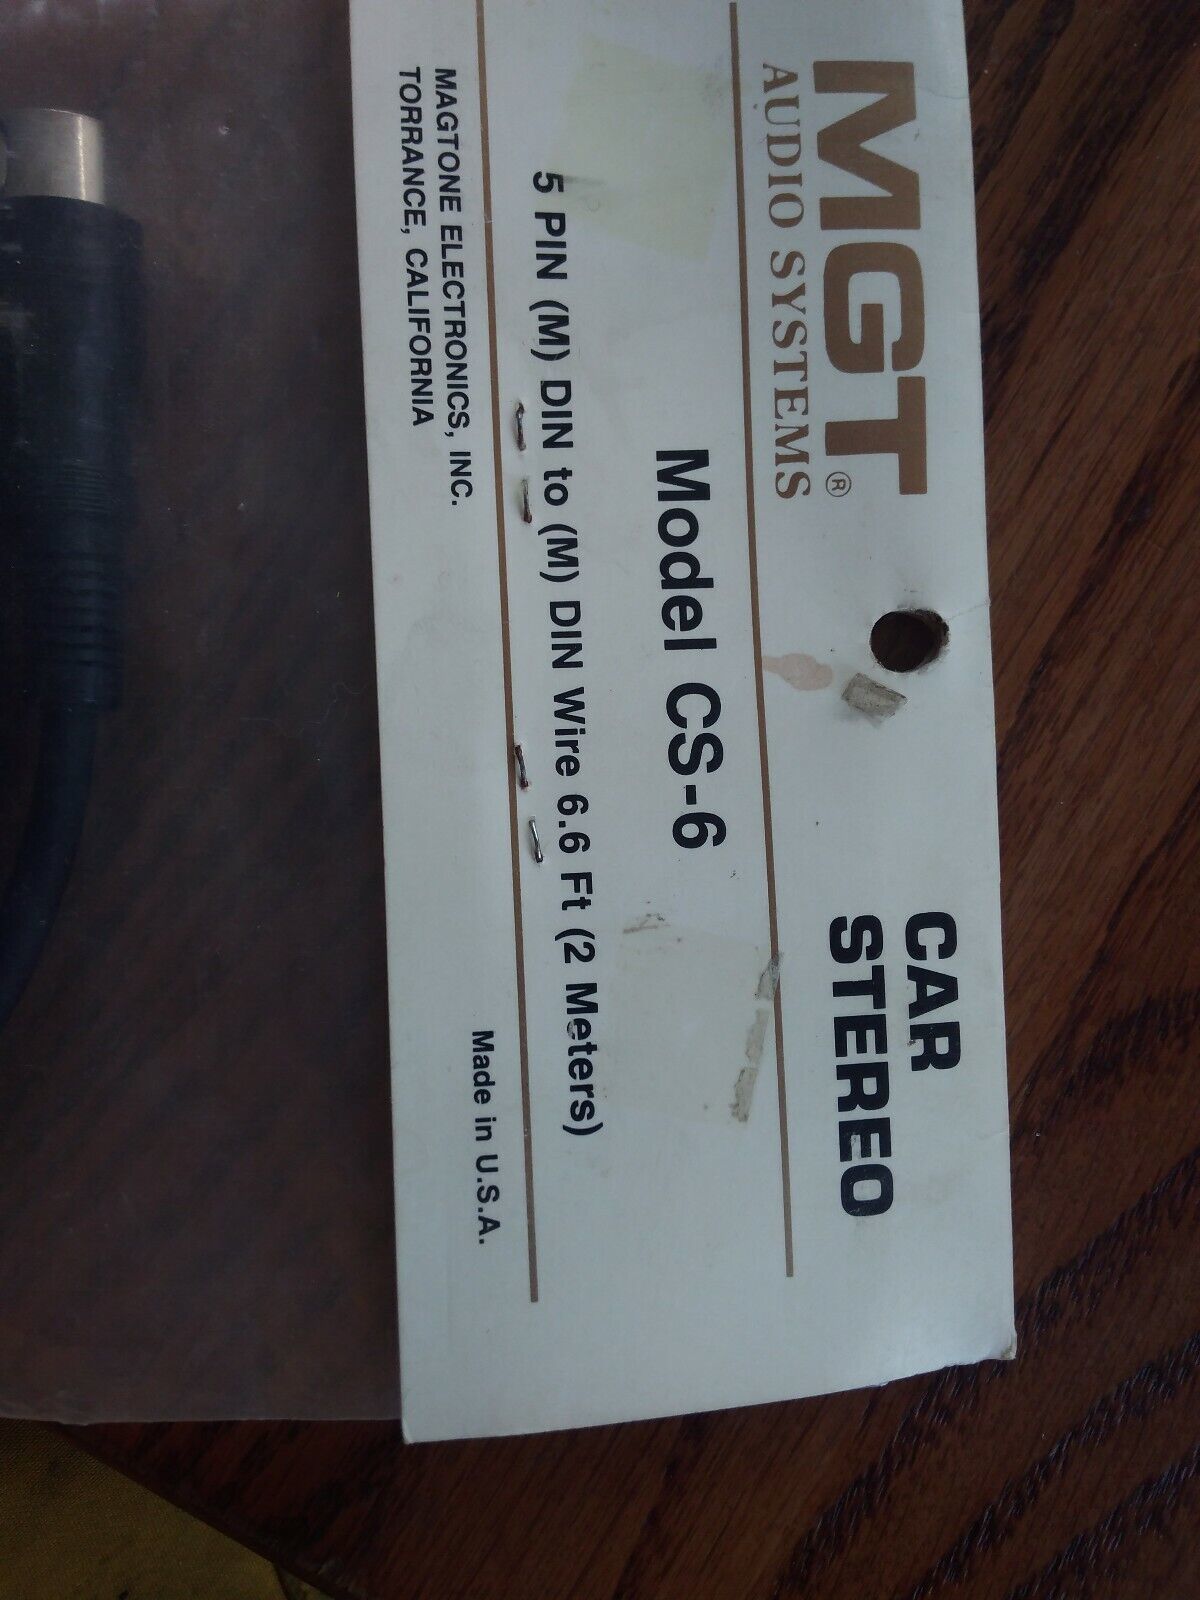 MGT®
AUDIO SYSTEMS
CAR
STEREO
Model CS-6
5 PIN (M) DIN to (M) DIN Wire 6.6 Ft (2 Meters)
MAGTONE ELECTRONICS, INC.
TORRANCE, CALIFORNIA
Made in U.S.A.